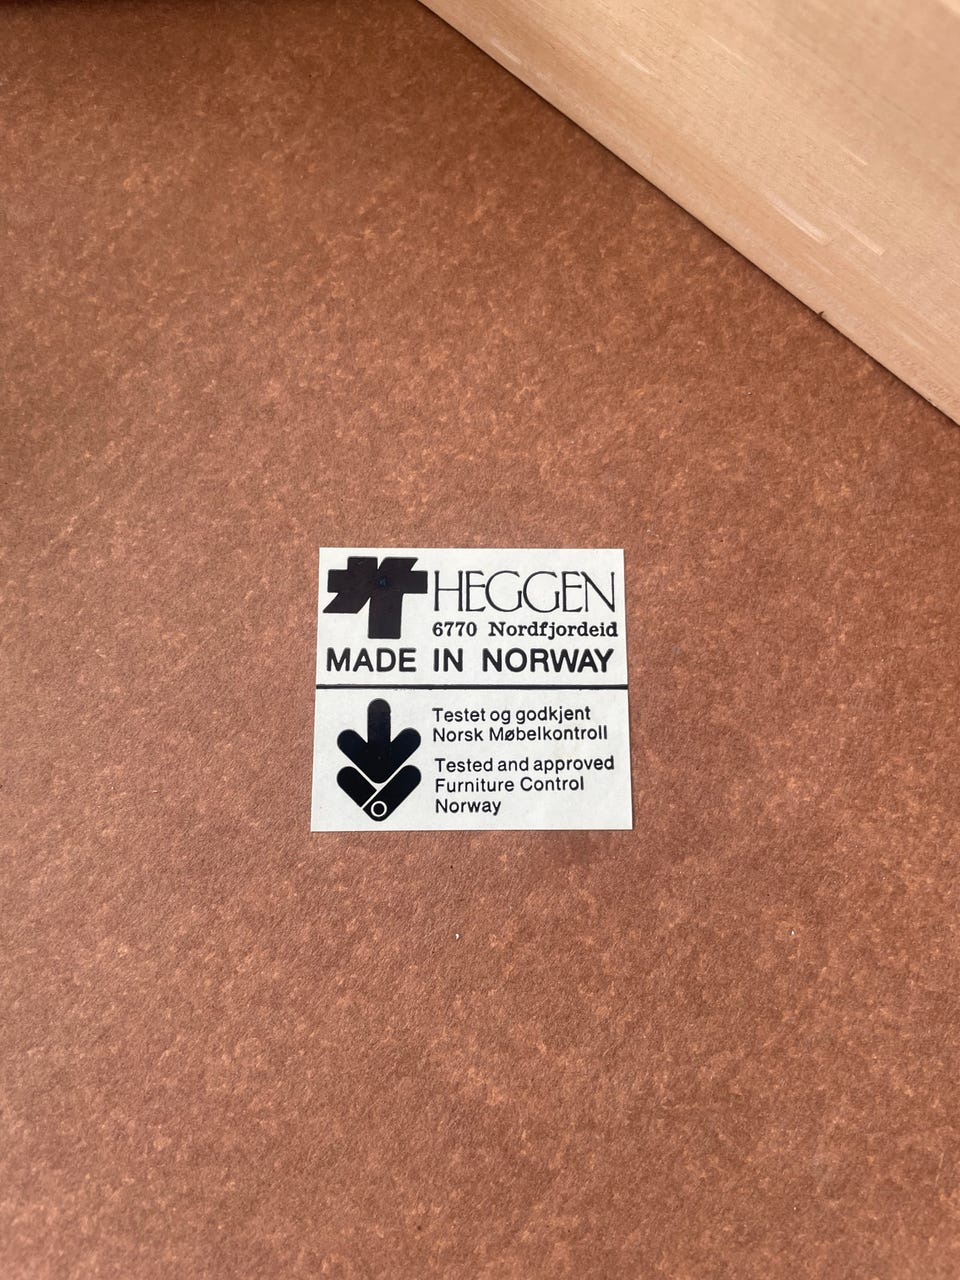 HEGGEN
6770 Nordfjordeid
MADE IN NORWAY
Testet og godkjent
Norsk Møbelkontroll
Tested and approved
Furniture Control
Norway